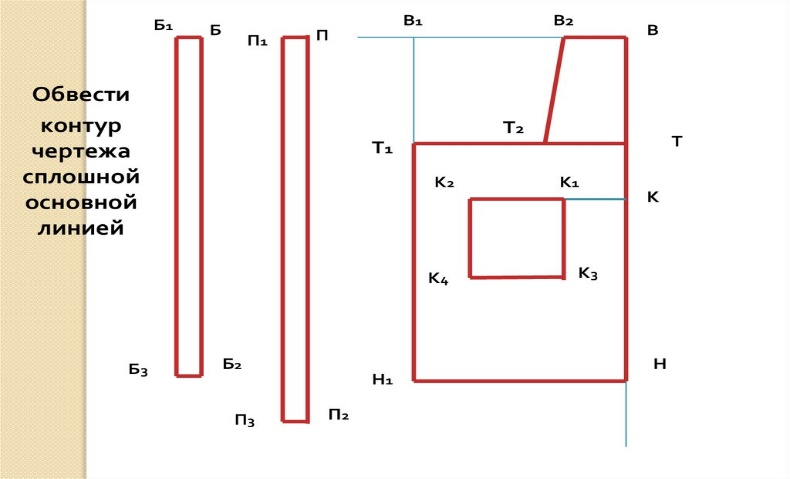 Обвести
контур
чертежа
сплошной
основной
линией
Б₁ Б
П₁ П
В₁ В₂ В
Т₁ Т₂ Т
К₂ К₁ К
К₄ К₃
Б₃ Б₂
Н₁ Н
П₃ П₂